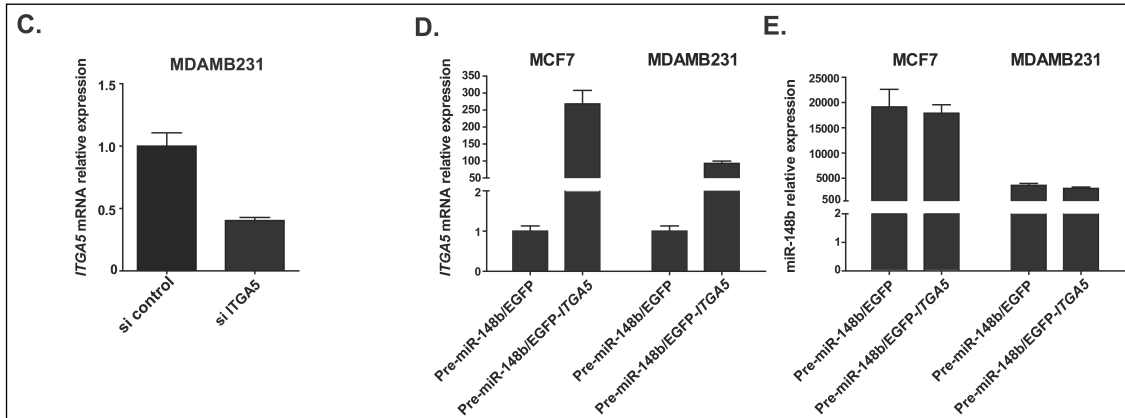 C.
MDAMB231
ITGA5 mRNA relative expression
1.5
1.0
0.5
0
si control
si ITGA5
D.
MCF7
MDAMB231
ITGA5 mRNA relative expression
350
300
250
200
150
100
50
2
1
0
Pre-miR-148b/EGFP
Pre-miR-148b/EGFP-ITGA5
Pre-miR-148b/EGFP
Pre-miR-148b/EGFP-ITGA5
E.
MCF7
MDAMB231
miR-148b relative expression
25000
20000
15000
10000
5000
500
2
1
0
Pre-miR-148b/EGFP
Pre-miR-148b/EGFP-ITGA5
Pre-miR-148b/EGFP
Pre-miR-148b/EGFP-ITGA5